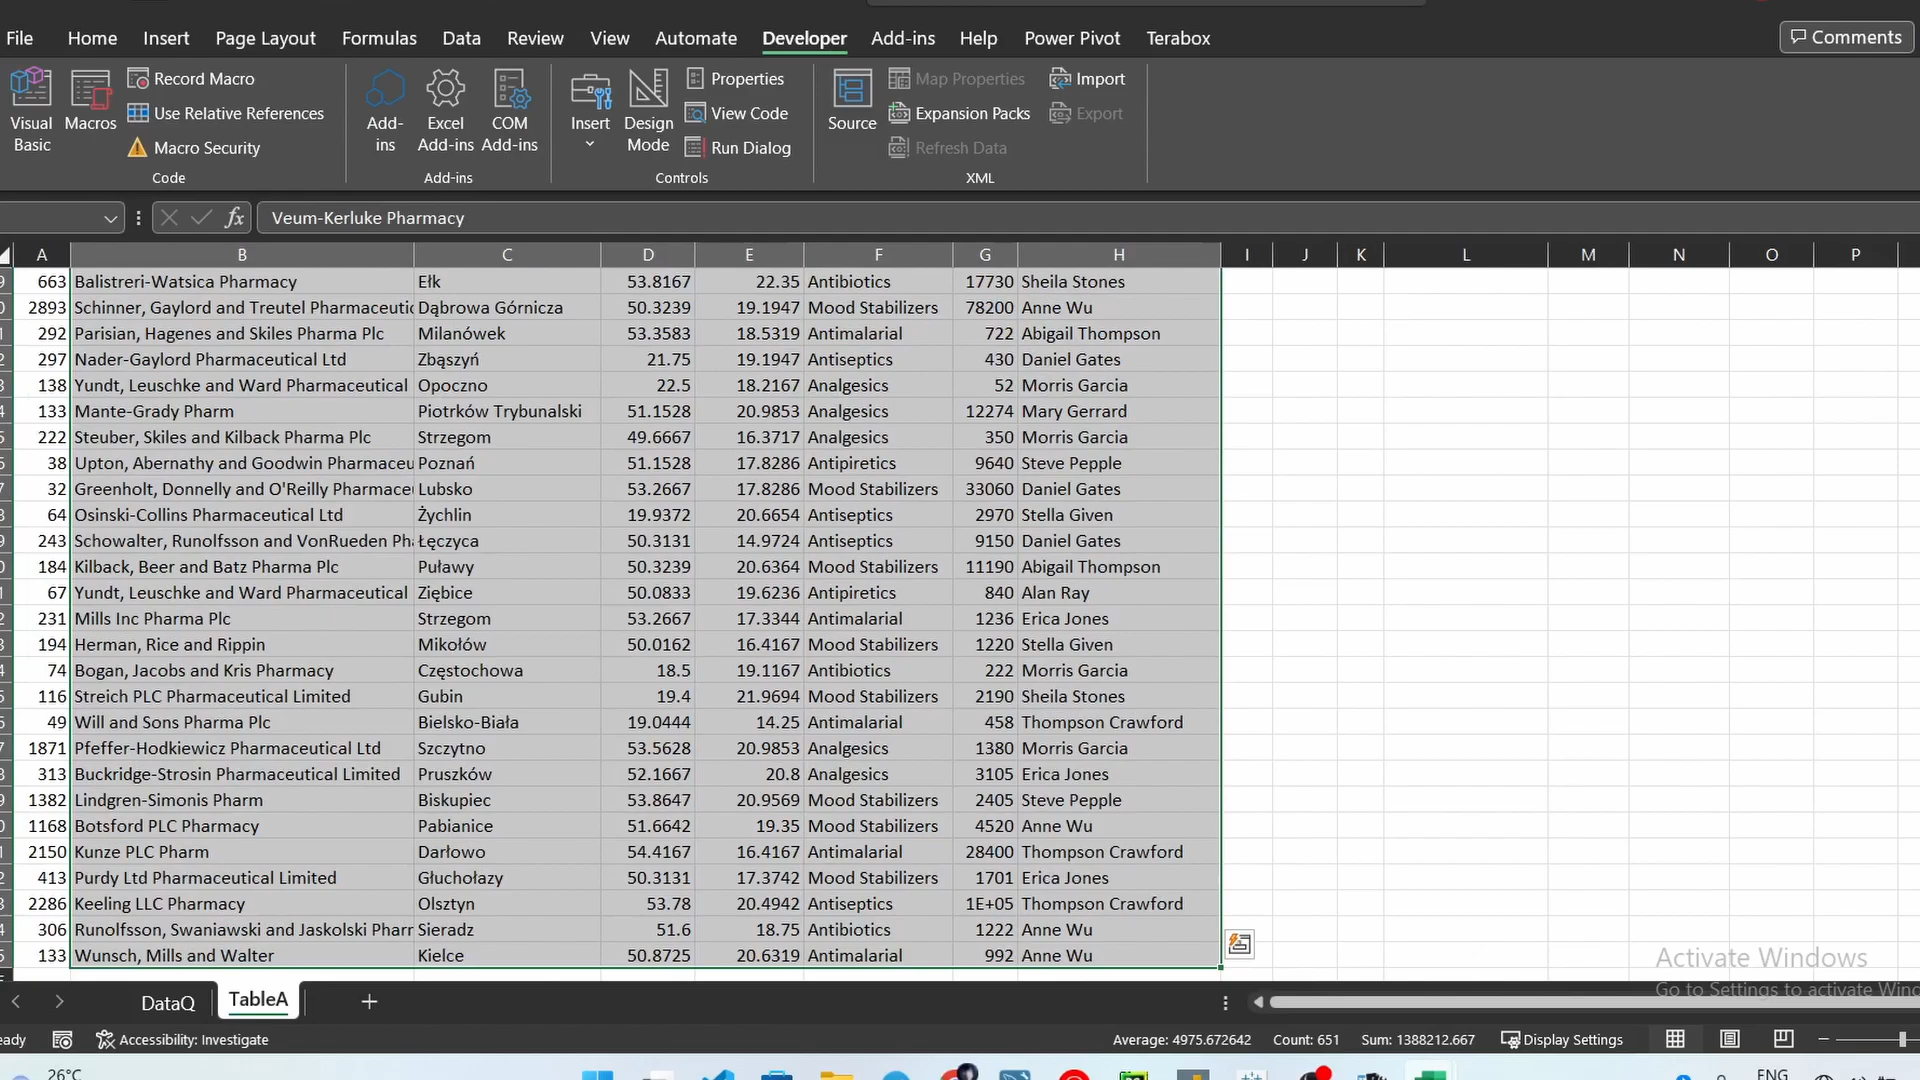 File Home Insert Page Layout Formulas Data Review View Automate Developer Add-ins Help Power Pivot Terabox Comments
Visual Basic
Macros
Record Macro
Use Relative References
Macro Security
Code
Add-ins
Excel Add-ins
COM Add-ins
Add-ins
Insert
Design Mode
Properties
View Code
Run Dialog
Controls
Source
Map Properties
Expansion Packs
Refresh Data
Import
Export
XML
fx Veum-Kerluke Pharmacy
A B C D E F G H I J K L M N O P
663 Balistreri-Watsica Pharmacy Ełk 53.8167 22.35 Antibiotics 17730 Sheila Stones
2893 Schinner, Gaylord and Treutel Pharmaceutic Dąbrowa Górnicza 50.3239 19.1947 Mood Stabilizers 78200 Anne Wu
292 Parisian, Hagenes and Skiles Pharma Plc Milanówek 53.3583 18.5319 Antimalarial 722 Abigail Thompson
297 Nader-Gaylord Pharmaceutical Ltd Zbąszyń 21.75 19.1947 Antiseptics 430 Daniel Gates
138 Yundt, Leuschke and Ward Pharmaceutical Opoczno 22.5 18.2167 Analgesics 52 Morris Garcia
133 Mante-Grady Pharm Piotrków Trybunalski 51.1528 20.9853 Analgesics 12274 Mary Gerrard
222 Steuber, Skiles and Kilback Pharma Plc Strzegom 49.6667 16.3717 Analgesics 350 Morris Garcia
38 Upton, Abernathy and Goodwin Pharmaceu Poznań 51.1528 17.8286 Antipiretics 9640 Steve Pepple
32 Greenholt, Donnelly and O'Reilly Pharmace Lubsko 53.2667 17.8286 Mood Stabilizers 33060 Daniel Gates
64 Osinski-Collins Pharmaceutical Ltd Żychlin 19.9372 20.6654 Antiseptics 2970 Stella Given
243 Schowalter, Runolfsson and VonRueden Pha Łęczyca 50.3131 14.9724 Antiseptics 9150 Daniel Gates
184 Kilback, Beer and Batz Pharma Plc Puławy 50.3239 20.6364 Mood Stabilizers 11190 Abigail Thompson
67 Yundt, Leuschke and Ward Pharmaceutical Ziębice 50.0833 19.6236 Antipiretics 840 Alan Ray
231 Mills Inc Pharma Plc Strzegom 53.2667 17.3344 Antimalarial 1236 Erica Jones
194 Herman, Rice and Rippin Mikołów 50.0162 16.4167 Mood Stabilizers 1220 Stella Given
74 Bogan, Jacobs and Kris Pharmacy Częstochowa 18.5 19.1167 Antibiotics 222 Morris Garcia
116 Streich PLC Pharmaceutical Limited Gubin 19.4 21.9694 Mood Stabilizers 2190 Sheila Stones
49 Will and Sons Pharma Plc Bielsko-Biała 19.0444 14.25 Antimalarial 458 Thompson Crawford
1871 Pfeffer-Hodkiewicz Pharmaceutical Ltd Szczytno 53.5628 20.9853 Analgesics 1380 Morris Garcia
313 Buckridge-Strosin Pharmaceutical Limited Pruszków 52.1667 20.8 Analgesics 3105 Erica Jones
1382 Lindgren-Simonis Pharm Biskupiec 53.8647 20.9569 Mood Stabilizers 2405 Steve Pepple
1168 Botsford PLC Pharmacy Pabianice 51.6642 19.35 Mood Stabilizers 4520 Anne Wu
2150 Kunze PLC Pharm Darłowo 54.4167 16.4167 Antimalarial 28400 Thompson Crawford
413 Purdy Ltd Pharmaceutical Limited Głuchołazy 50.3131 17.3742 Mood Stabilizers 1701 Erica Jones
2286 Keeling LLC Pharmacy Olsztyn 53.78 20.4942 Antiseptics 1E+05 Thompson Crawford
306 Runolfsson, Swaniawski and Jaskolski Pharr Sieradz 51.6 18.75 Antibiotics 1222 Anne Wu
133 Wunsch, Mills and Walter Kielce 50.8725 20.6319 Antimalarial 992 Anne Wu
Activate Windows
Go to Settings to activate Win
DataQ TableA
eady Accessibility: Investigate Average: 4975.672642 Count: 651 Sum: 1388212.667 Display Settings
26°C ENG